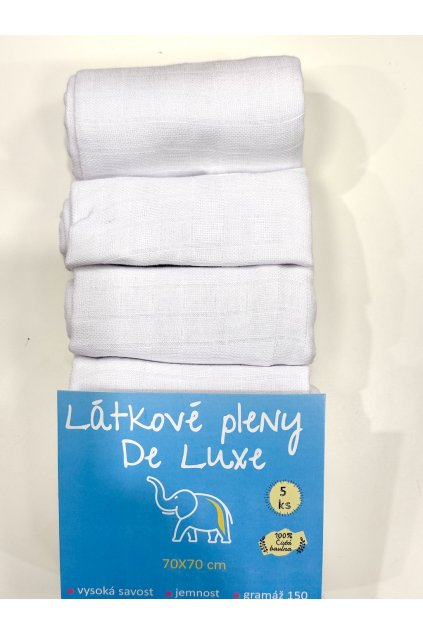 Látkové pleny
De Luxe
5
ks
100%
Čistá
bavlna
70X70 cm
vysoká savost jemnost gramáž 150